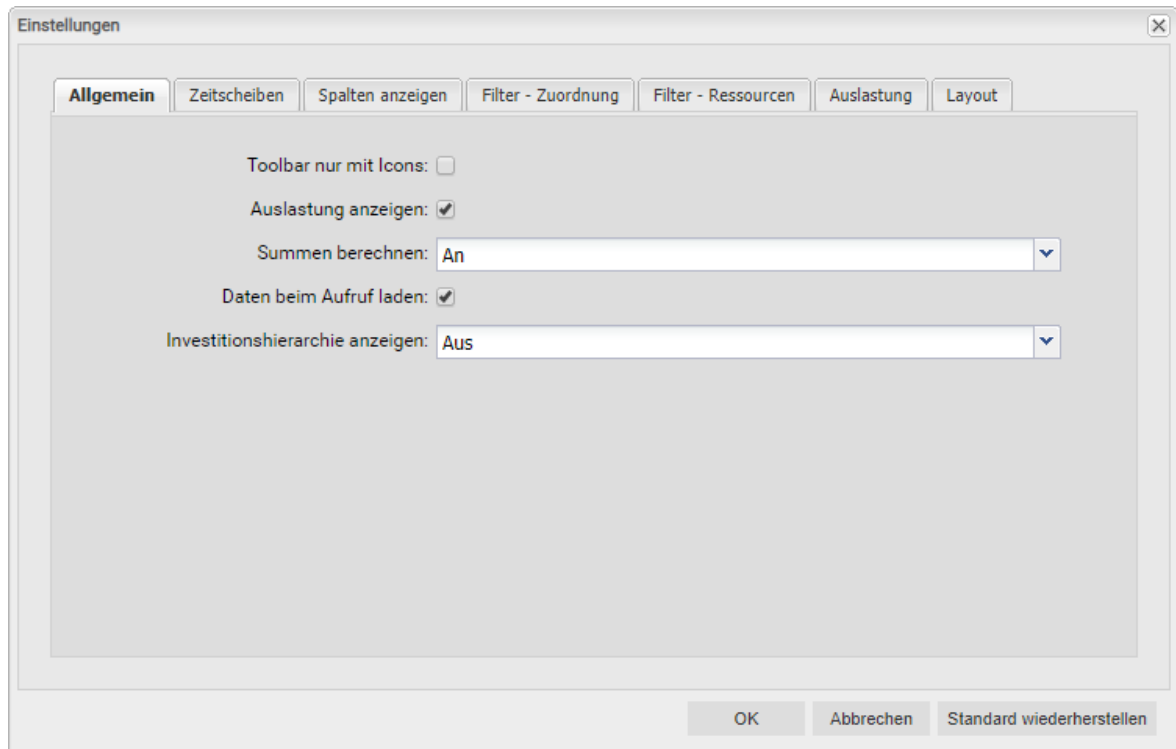 Einstellungen
Allgemein Zeitscheiben Spalten anzeigen Filter - Zuordnung Filter - Ressourcen Auslastung Layout
Toolbar nur mit Icons:
Auslastung anzeigen:
Summen berechnen: An
Daten beim Aufruf laden:
Investitionshierarchie anzeigen: Aus
OK Abbrechen Standard wiederherstellen